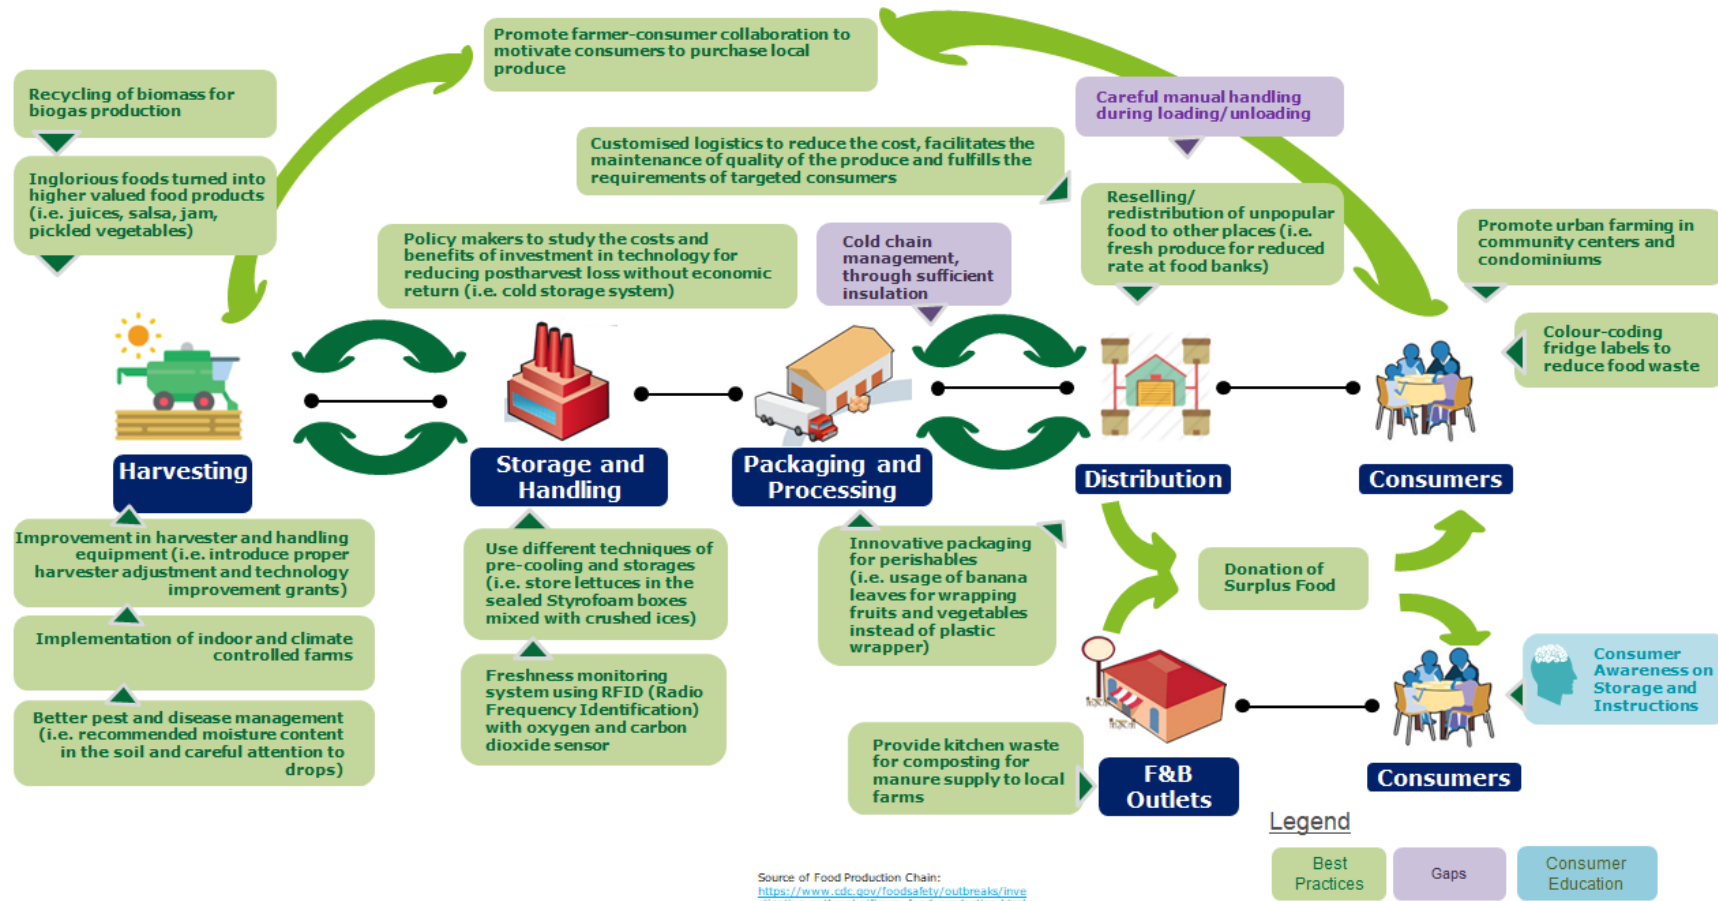 Promote farmer-consumer collaboration to
motivate consumers to purchase local
produce
Recycling of biomass for
biogas production
Careful manual handling
during loading/unloading
Customised logistics to reduce the cost, facilitates the
maintenance of quality of the produce and fulfills the
requirements of targeted consumers
Inglorious foods turned into
higher valued food products
(i.e. juices, salsa, jam,
pickled vegetables)
Reselling/
redistribution of unpopular
food to other places (i.e.
fresh produce for reduced
rate at food banks)
Promote urban farming in
community centers and
condominiums
Policy makers to study the costs and
benefits of investment in technology for
reducing postharvest loss without economic
return (i.e. cold storage system)
Cold chain
management,
through sufficient
insulation
Colour-coding
fridge labels to
reduce food waste
Harvesting
Storage and
Handling
Packaging and
Processing
Distribution
Consumers
Improvement in harvester and handling
equipment (i.e. introduce proper
harvester adjustment and technology
improvement grants)
Implementation of indoor and climate
controlled farms
Better pest and disease management
(i.e. recommended moisture content
in the soil and careful attention to
drops)
Use different techniques of
pre-cooling and storages
(i.e. store lettuces in the
sealed Styrofoam boxes
mixed with crushed ices)
Freshness monitoring
system using RFID (Radio
Frequency Identification)
with oxygen and carbon
dioxide sensor
Innovative packaging
for perishables
(i.e. usage of banana
leaves for wrapping
fruits and vegetables
instead of plastic
wrapper)
Donation of
Surplus Food
Consumer
Awareness on
Storage and
Instructions
Provide kitchen waste
for composting for
manure supply to local
farms
F&B
Outlets
Consumers
Legend
Best
Practices
Gaps
Consumer
Education
Source of Food Production Chain:
https://www.cdc.gov/foodsafety/outbreaks/inve